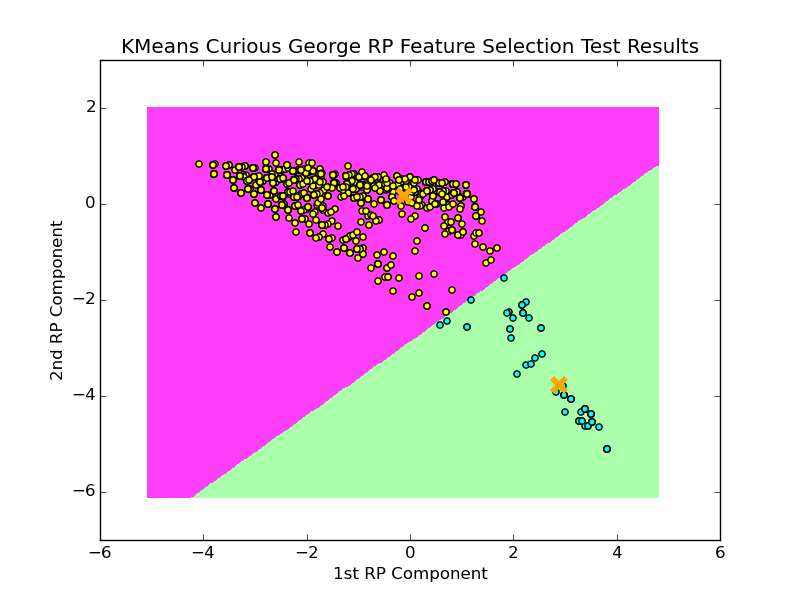 KMeans Curious George RP Feature Selection Test Results
2
0
−2
−4
−6
2nd RP Component
−6 −4 −2 0 2 4 6
1st RP Component